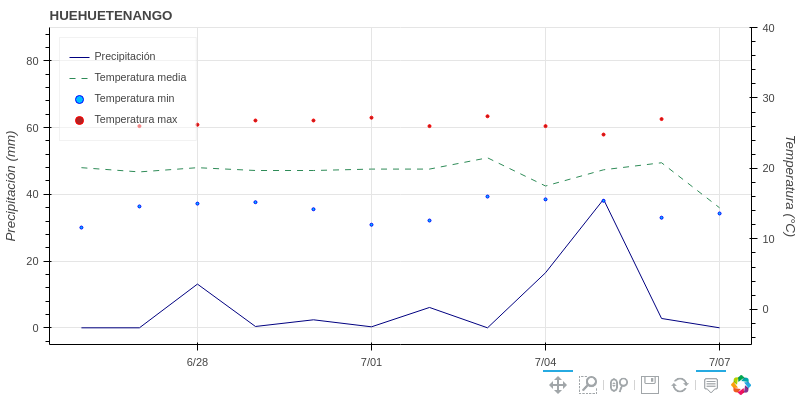 HUEHUETENANGO
Precipitación
Temperatura media
Temperatura min
Temperatura max
Precipitación (mm)
80
60
40
20
0
40
30
20
10
0
Temperatura (°C)
6/28
7/01
7/04
7/07